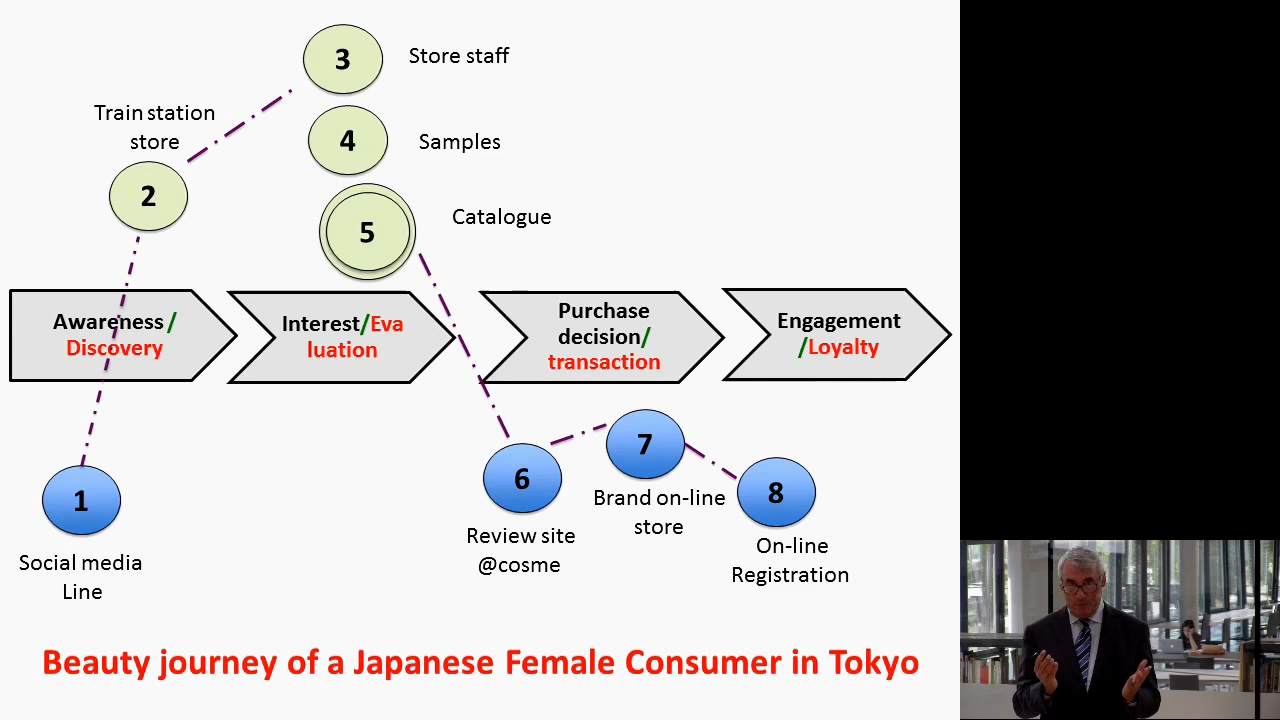 3
Store staff
Train station
store
4
Samples
2
5
Catalogue
Awareness/
Discovery
Interest/Eva
luation
Purchase
decision/
transaction
Engagement
/Loyalty
1
Social media
Line
6
Review site
@cosme
7
Brand on-line
store
8
On-line
Registration
Beauty journey of a Japanese Female Consumer in Tokyo